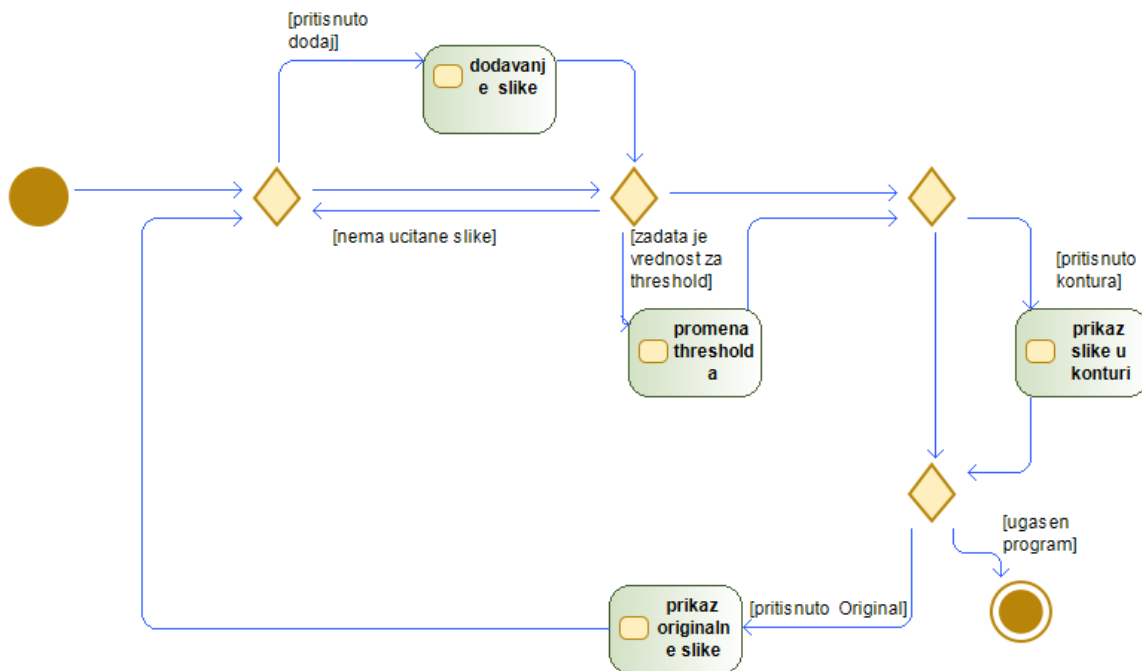 [pritisnuto
dodaj]
dodavanj
e slike
[nema ucitane slike]
[zadata je
vrednost za
threshold]
[pritisnuto
kontura]
promena
threshold
a
prikaz
slike u
konturi
[ugasen
program]
prikaz
originaln
e slike
[pritisnuto Original]